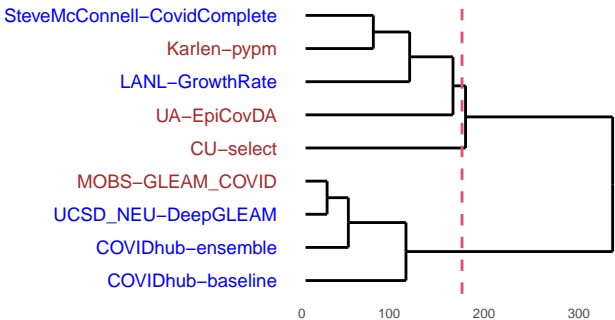 SteveMcConnell−CovidComplete
Karlen−pypm
LANL−GrowthRate
UA−EpiCovDA
CU−select
MOBS−GLEAM_COVID
UCSD_NEU−DeepGLEAM
COVIDhub−ensemble
COVIDhub−baseline
0 100 200 300